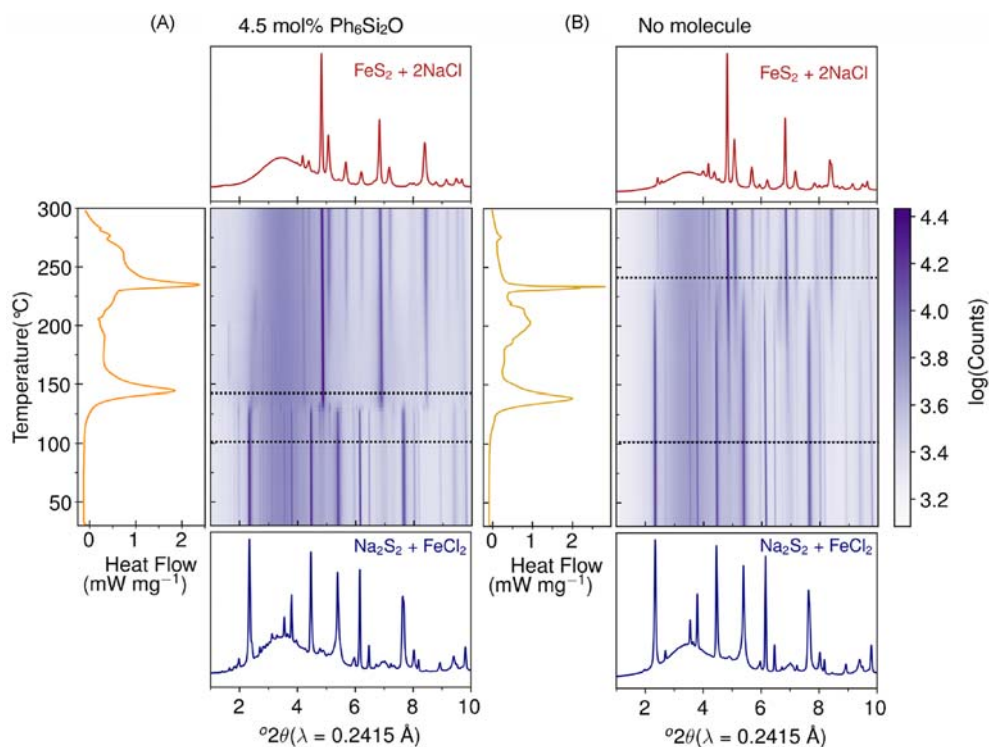 (A) 4.5 mol% Ph₆Si₂O
(B) No molecule
FeS₂ + 2NaCl
FeS₂ + 2NaCl
300
250
200
150
100
50
Temperature(°C)
4.4
4.2
4.0
3.8
3.6
3.4
3.2
log(Counts)
0 1 2
Heat Flow
(mW mg⁻¹)
0 1 2
Heat Flow
(mW mg⁻¹)
Na₂S₂ + FeCl₂
Na₂S₂ + FeCl₂
2 4 6 8 10
2 4 6 8 10
°2θ(λ = 0.2415 Å)
°2θ(λ = 0.2415 Å)